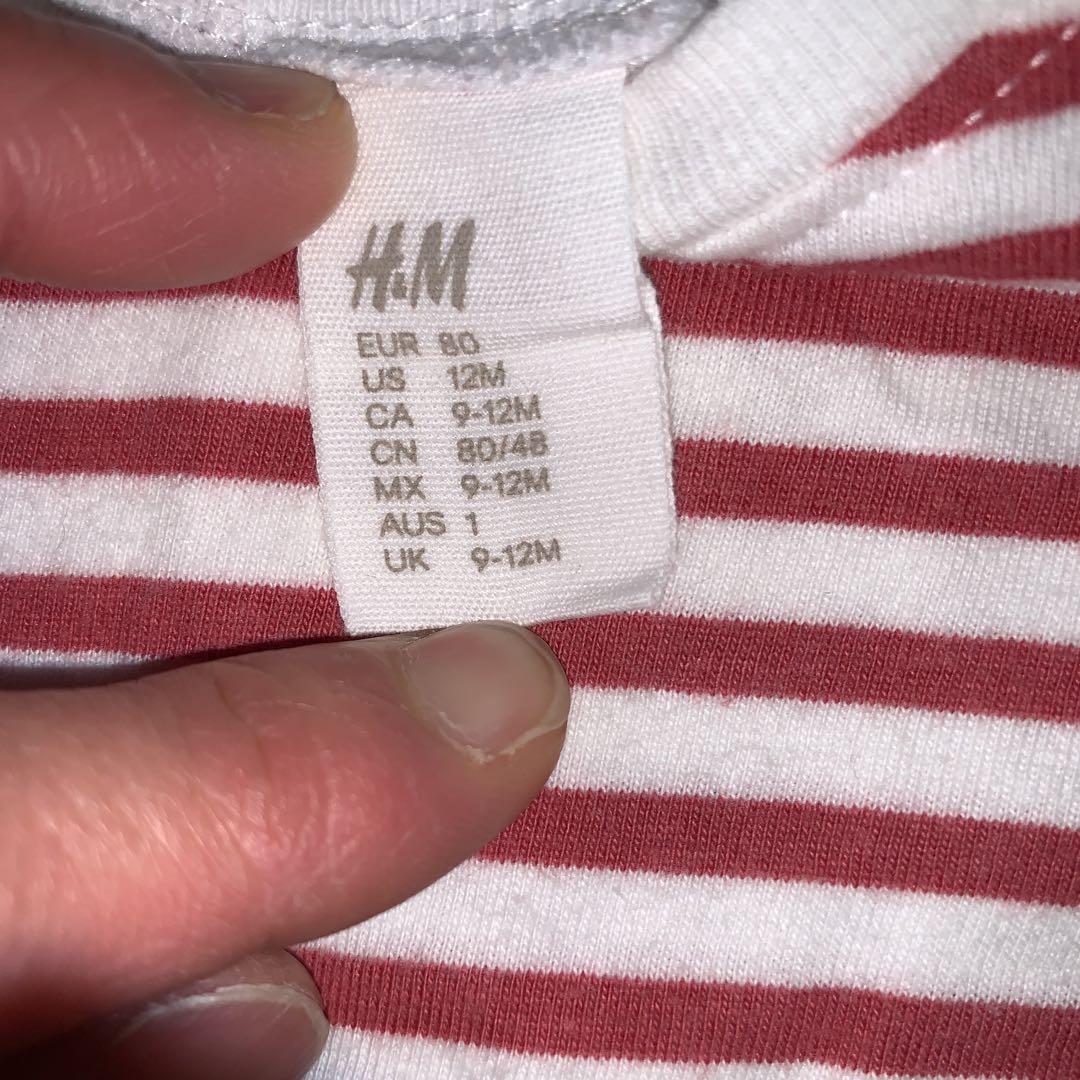 H&M
EUR 80
US 12M
CA 9-12M
CN 80/48
MX 9-12M
AUS 1
UK 9-12M